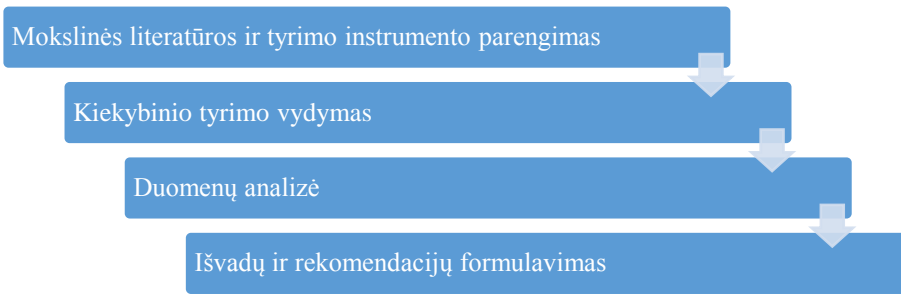 Mokslinės literatūros ir tyrimo instrumento parengimas
Kiekybinio tyrimo vydymas
Duomenų analizė
Išvadų ir rekomendacijų formulavimas